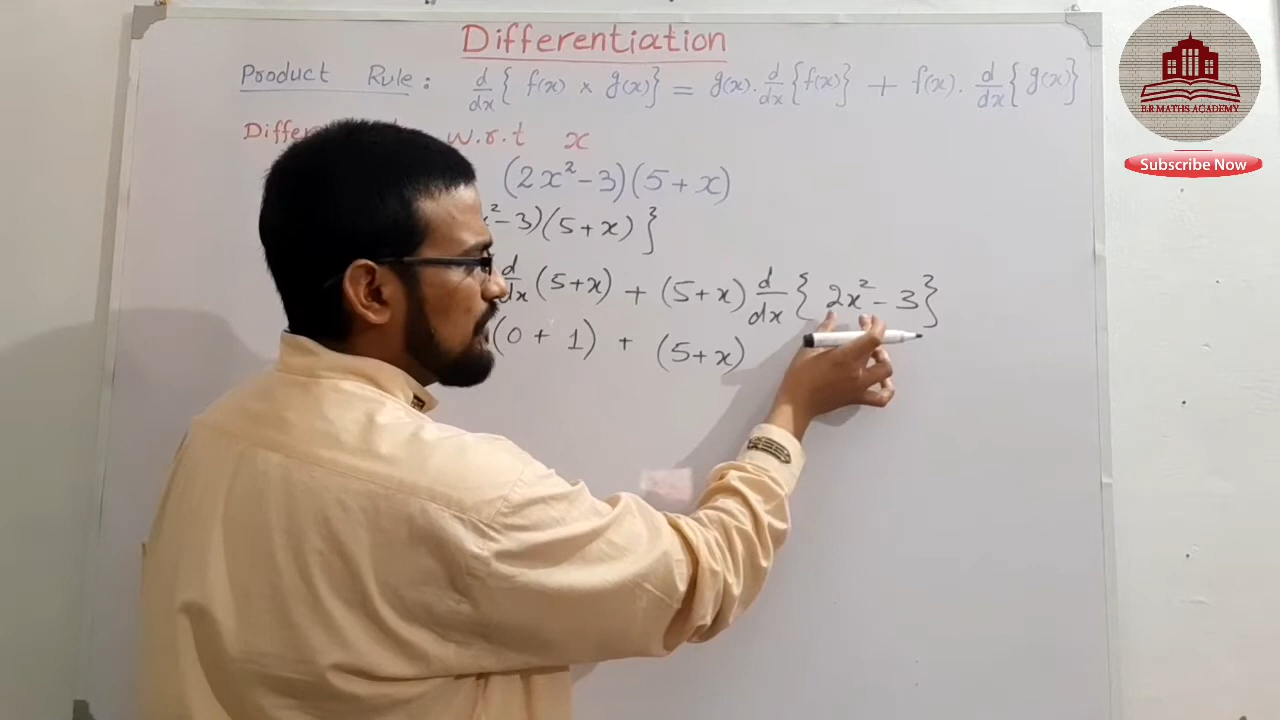 Differentiation
Product Rule : d/dx { f(x) × g(x)} = g(x). d/dx {f(x)} + f(x). d/dx { g(x)}
w.r.t x
(2x²-3)(5+x)
²-3)(5+x) }
d/dx (5+x) + (5+x) d/dx { 2x²-3}
(0 + 1) + (5+x)
B.R MATHS ACADEMY
Subscribe Now